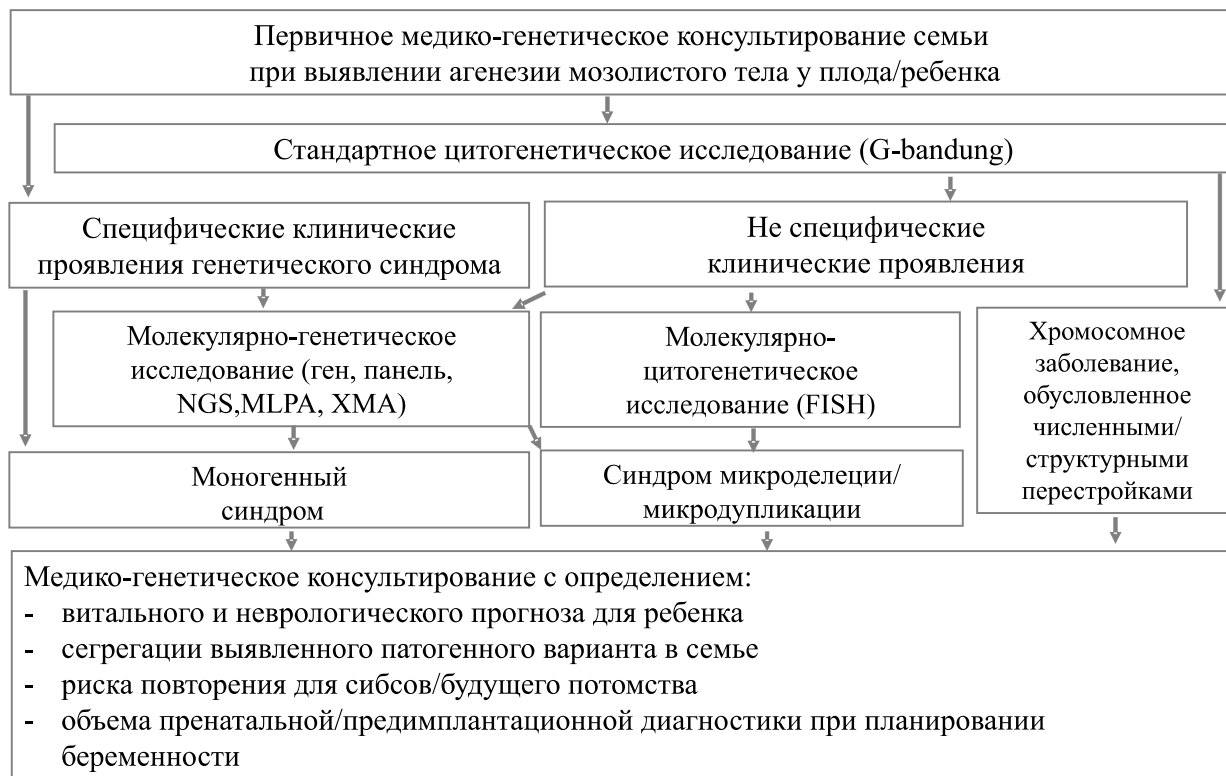 Первичное медико-генетическое консультирование семьи
при выявлении агенезии мозолистого тела у плода/ребенка
Стандартное цитогенетическое исследование (G-bandung)
Специфические клинические
проявления генетического синдрома
Не специфические
клинические проявления
Молекулярно-генетическое
исследование (ген, панель,
NGS,MLPA, XMA)
Молекулярно-
цитогенетическое
исследование (FISH)
Хромосомное
заболевание,
обусловленное
численными/
структурными
перестройками
Моногенный
синдром
Синдром микроделеции/
микродупликации
Медико-генетическое консультирование с определением:
- витального и неврологического прогноза для ребенка
- сегрегации выявленного патогенного варианта в семье
- риска повторения для сибсов/будущего потомства
- объема пренатальной/предимплантационной диагностики при планировании
беременности